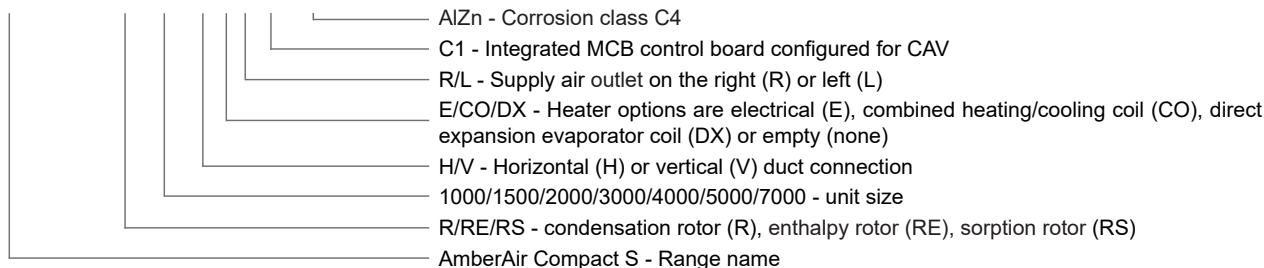 AlZn - Corrosion class C4
C1 - Integrated MCB control board configured for CAV
R/L - Supply air outlet on the right (R) or left (L)
E/CO/DX - Heater options are electrical (E), combined heating/cooling coil (CO), direct
expansion evaporator coil (DX) or empty (none)
H/V - Horizontal (H) or vertical (V) duct connection
1000/1500/2000/3000/4000/5000/7000 - unit size
R/RE/RS - condensation rotor (R), enthalpy rotor (RE), sorption rotor (RS)
AmberAir Compact S - Range name